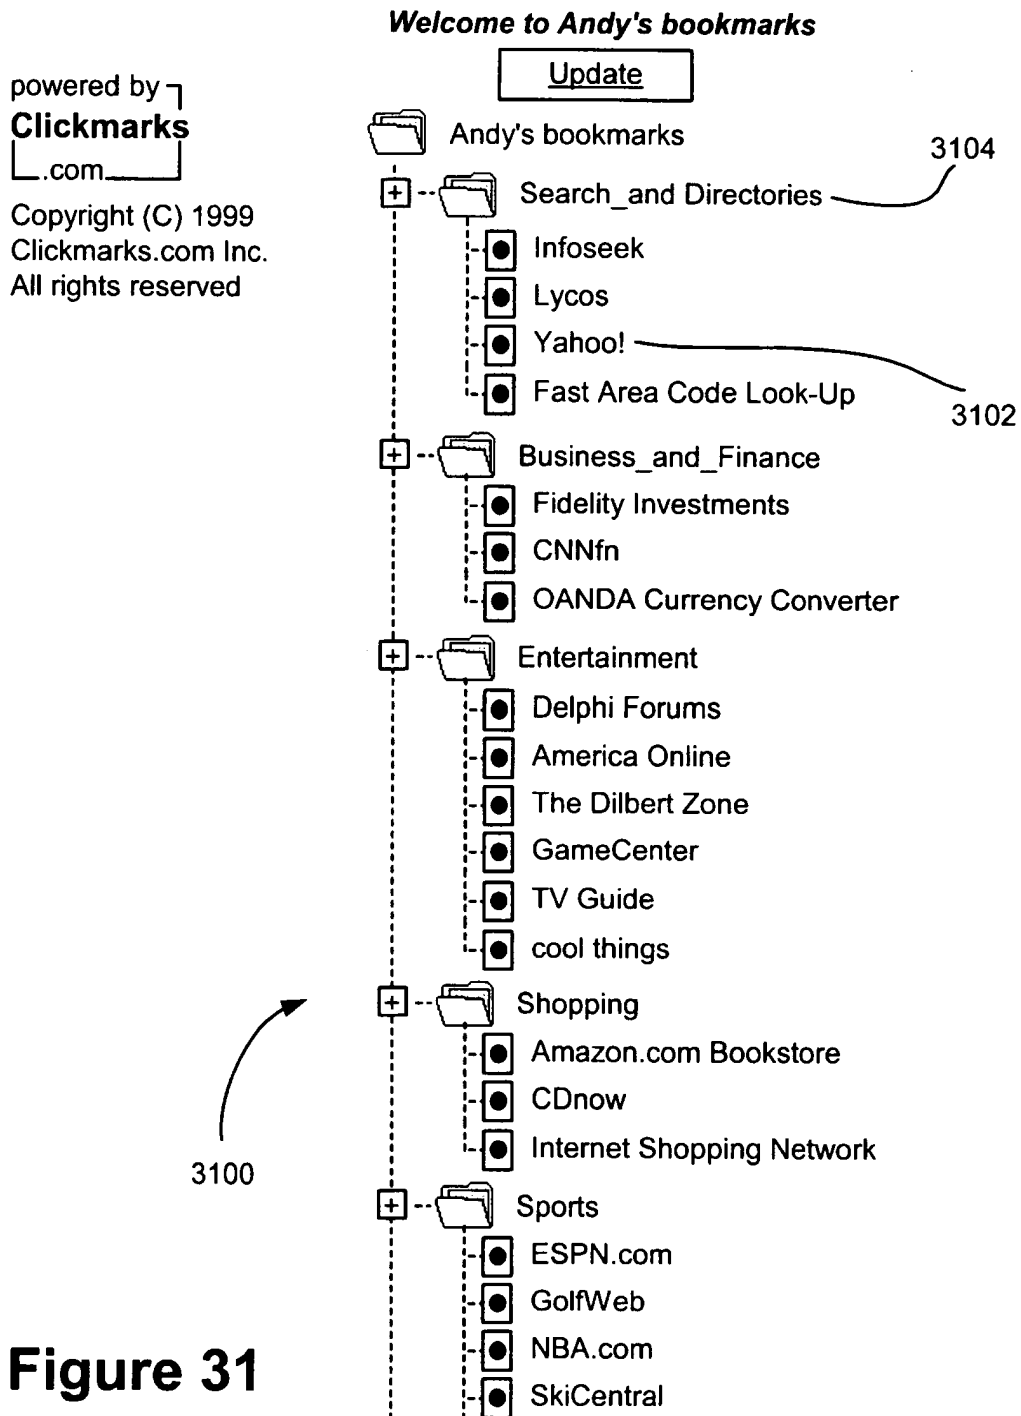 Welcome to Andy's bookmarks
Update
powered by
Clickmarks
.com
Copyright (C) 1999
Clickmarks.com Inc.
All rights reserved
Andy's bookmarks
3104
Search_and Directories
Infoseek
Lycos
Yahoo!
Fast Area Code Look-Up
3102
Business_and_Finance
Fidelity Investments
CNNfn
OANDA Currency Converter
Entertainment
Delphi Forums
America Online
The Dilbert Zone
GameCenter
TV Guide
cool things
Shopping
Amazon.com Bookstore
CDnow
Internet Shopping Network
3100
Sports
ESPN.com
GolfWeb
NBA.com
SkiCentral
Figure 31